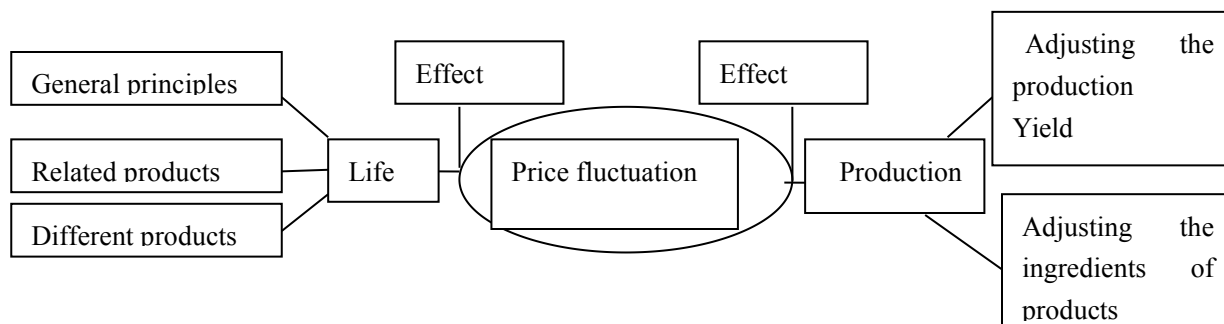 General principles
Related products
Different products
Life
Effect
Price fluctuation
Effect
Production
Adjusting the
production
Yield
Adjusting the
ingredients of
products